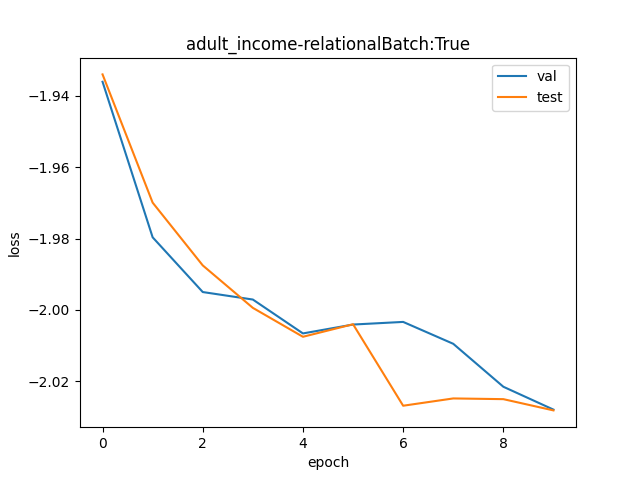 adult_income-relationalBatch:True
val
test
loss
−1.94
−1.96
−1.98
−2.00
−2.02
0 2 4 6 8
epoch